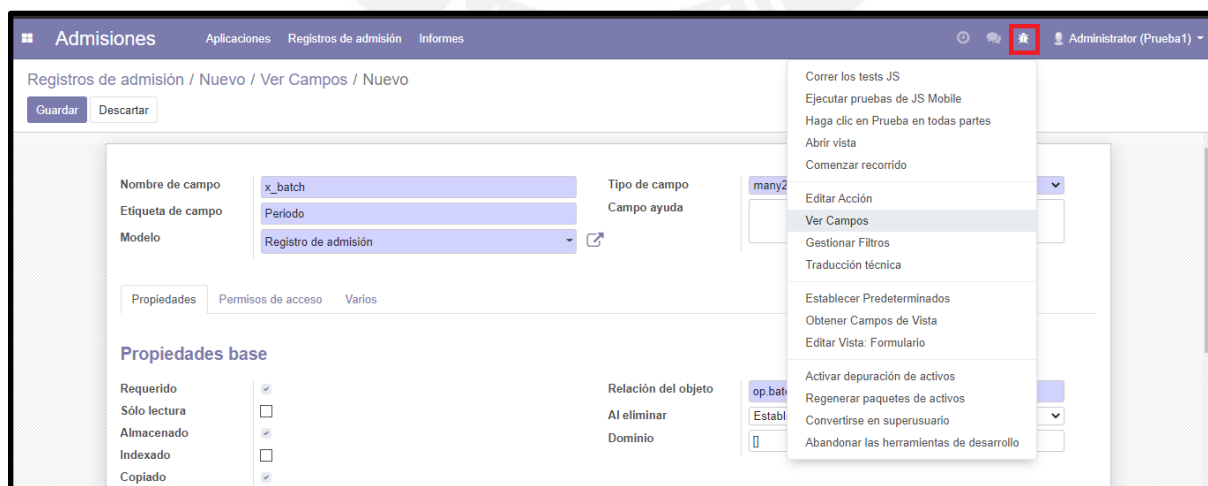 Admisiones Aplicaciones Registros de admisión Informes Administrator (Prueba1)
Registros de admisión / Nuevo / Ver Campos / Nuevo
Guardar Descartar
Nombre de campo x_batch
Etiqueta de campo Periodo
Modelo Registro de admisión
Tipo de campo many2
Campo ayuda
Correr los tests JS
Ejecutar pruebas de JS Mobile
Haga clic en Prueba en todas partes
Abrir vista
Comenzar recorrido
Editar Acción
Ver Campos
Gestionar Filtros
Traducción técnica
Establecer Predeterminados
Obtener Campos de Vista
Editar Vista: Formulario
Activar depuración de activos
Regenerar paquetes de activos
Convertirse en superusuario
Abandonar las herramientas de desarrollo
Propiedades Permisos de acceso Varios
Propiedades base
Requerido
Sólo lectura
Almacenado
Indexado
Copiado
Relación del objeto op.bat
Al eliminar Establ
Dominio []